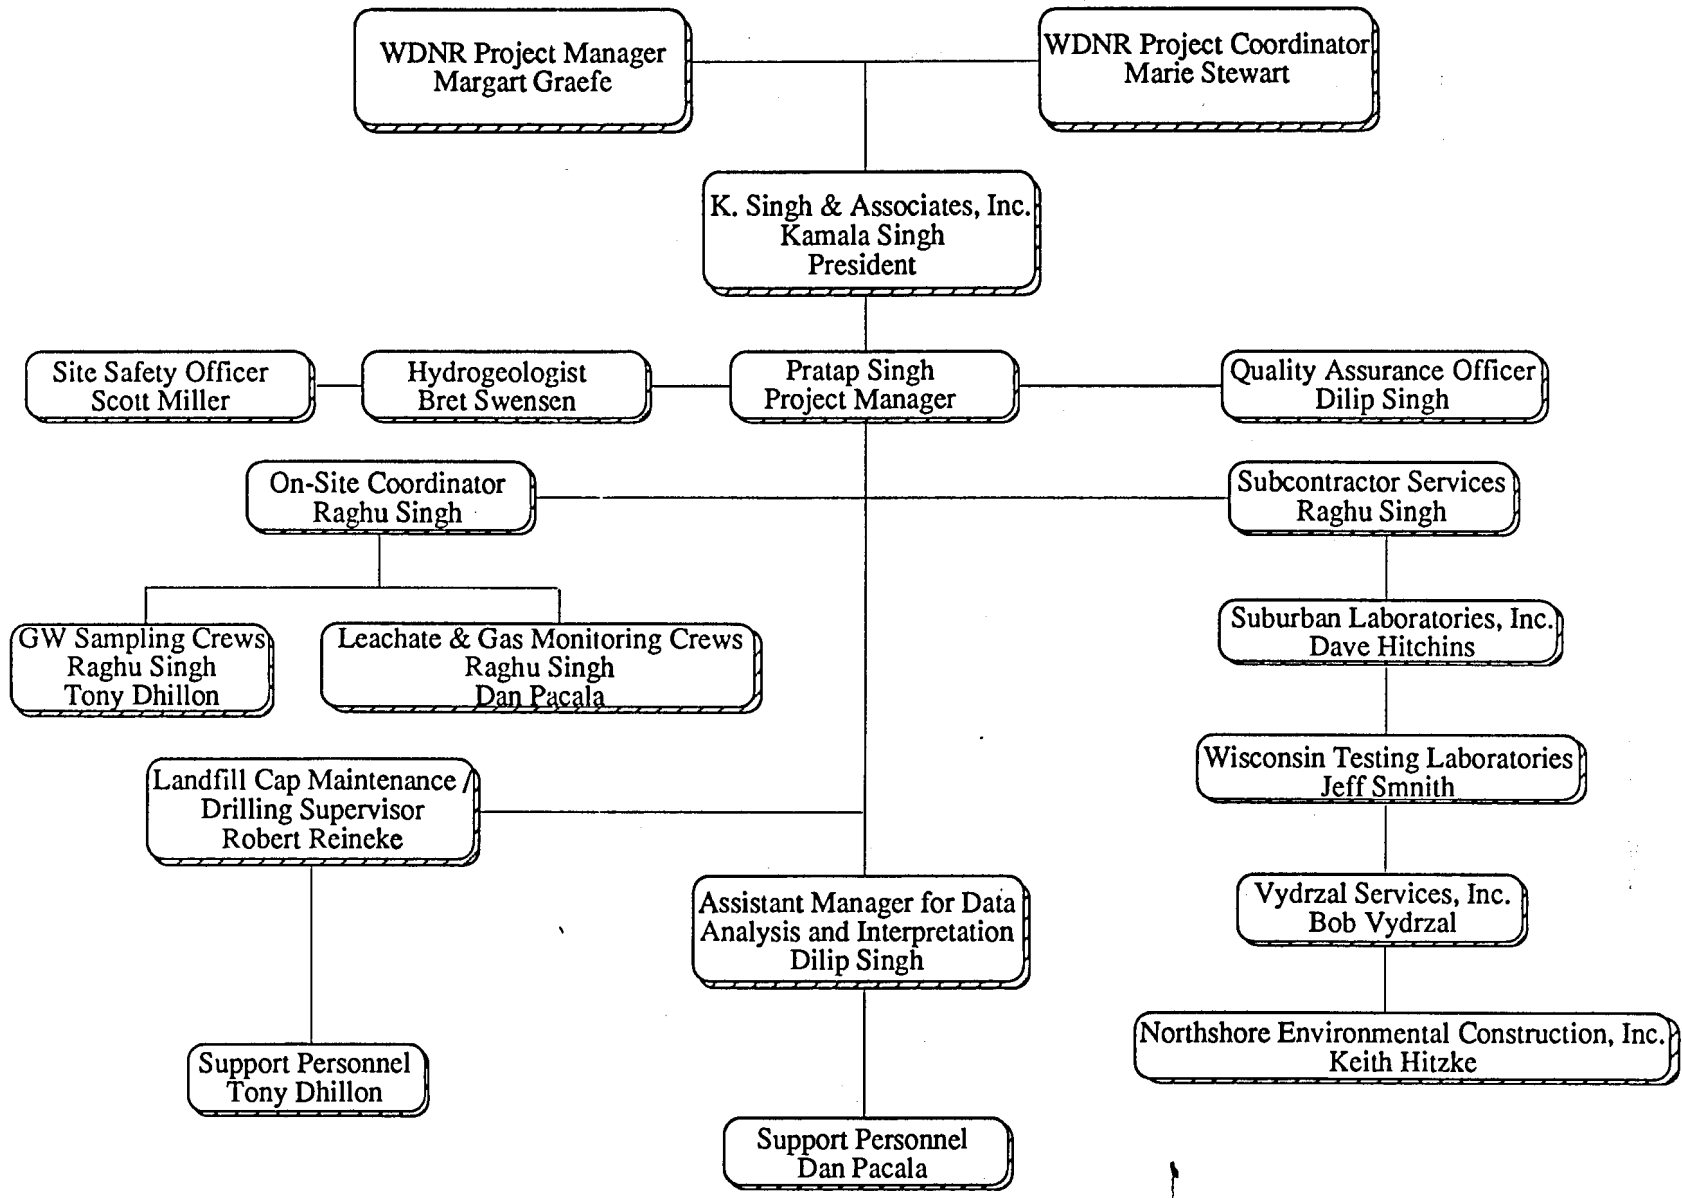 WDNR Project Manager
Margart Graefe
WDNR Project Coordinator
Marie Stewart
K. Singh & Associates, Inc.
Kamala Singh
President
Site Safety Officer
Scott Miller
Hydrogeologist
Bret Swensen
Pratap Singh
Project Manager
Quality Assurance Officer
Dilip Singh
On-Site Coordinator
Raghu Singh
Subcontractor Services
Raghu Singh
GW Sampling Crews
Raghu Singh
Tony Dhillon
Leachate & Gas Monitoring Crews
Raghu Singh
Dan Pacala
Suburban Laboratories, Inc.
Dave Hitchins
Landfill Cap Maintenance /
Drilling Supervisor
Robert Reineke
Wisconsin Testing Laboratories
Jeff Smnith
Assistant Manager for Data
Analysis and Interpretation
Dilip Singh
Vydrzal Services, Inc.
Bob Vydrzal
Northshore Environmental Construction, Inc.
Keith Hitzke
Support Personnel
Tony Dhillon
Support Personnel
Dan Pacala